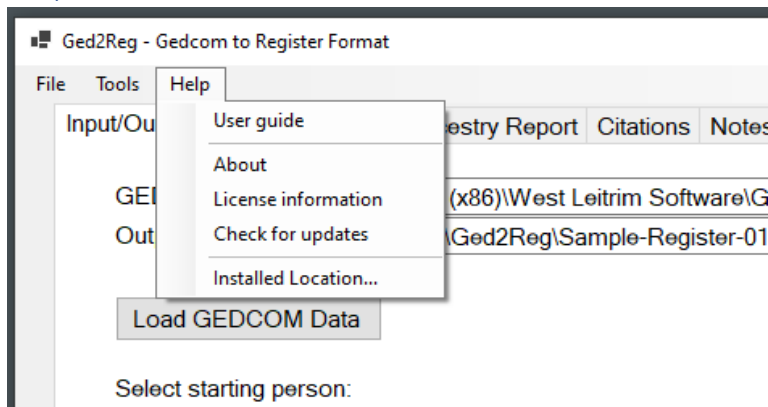 Ged2Reg - Gedcom to Register Format
File Tools Help
Input/Ou
User guide
estry Report Citations Notes
About
GE
License information
(x86)\West Leitrim Software\G
Out
Check for updates
\Ged2Reg\Sample-Register-01
Installed Location...
Load GEDCOM Data
Select starting person: